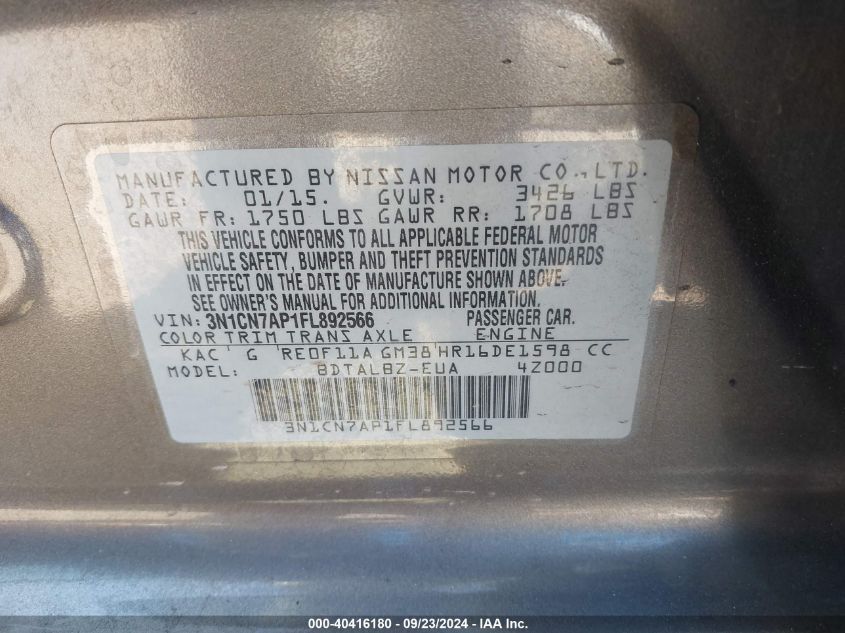 MANUFACTURED BY NISSAN MOTOR CO.,LTD.
DATE: 01/15. GVWR: 3426 LBS
GAWR FR: 1750 LBS GAWR RR: 1708 LBS
THIS VEHICLE CONFORMS TO ALL APPLICABLE FEDERAL MOTOR
VEHICLE SAFETY, BUMPER AND THEFT PREVENTION STANDARDS
IN EFFECT ON THE DATE OF MANUFACTURE SHOWN ABOVE.
SEE OWNER'S MANUAL FOR ADDITIONAL INFORMATION.
VIN: 3N1CN7AP1FL892566 PASSENGER CAR.
COLOR TRIM TRANS AXLE ENGINE
KAC G RE0F11A GM38 HR16DE1598 CC
MODEL: BDTALBZ-EUA 4Z000
3N1CN7AP1FL892566
000-40416180 - 09/23/2024 - IAA Inc.